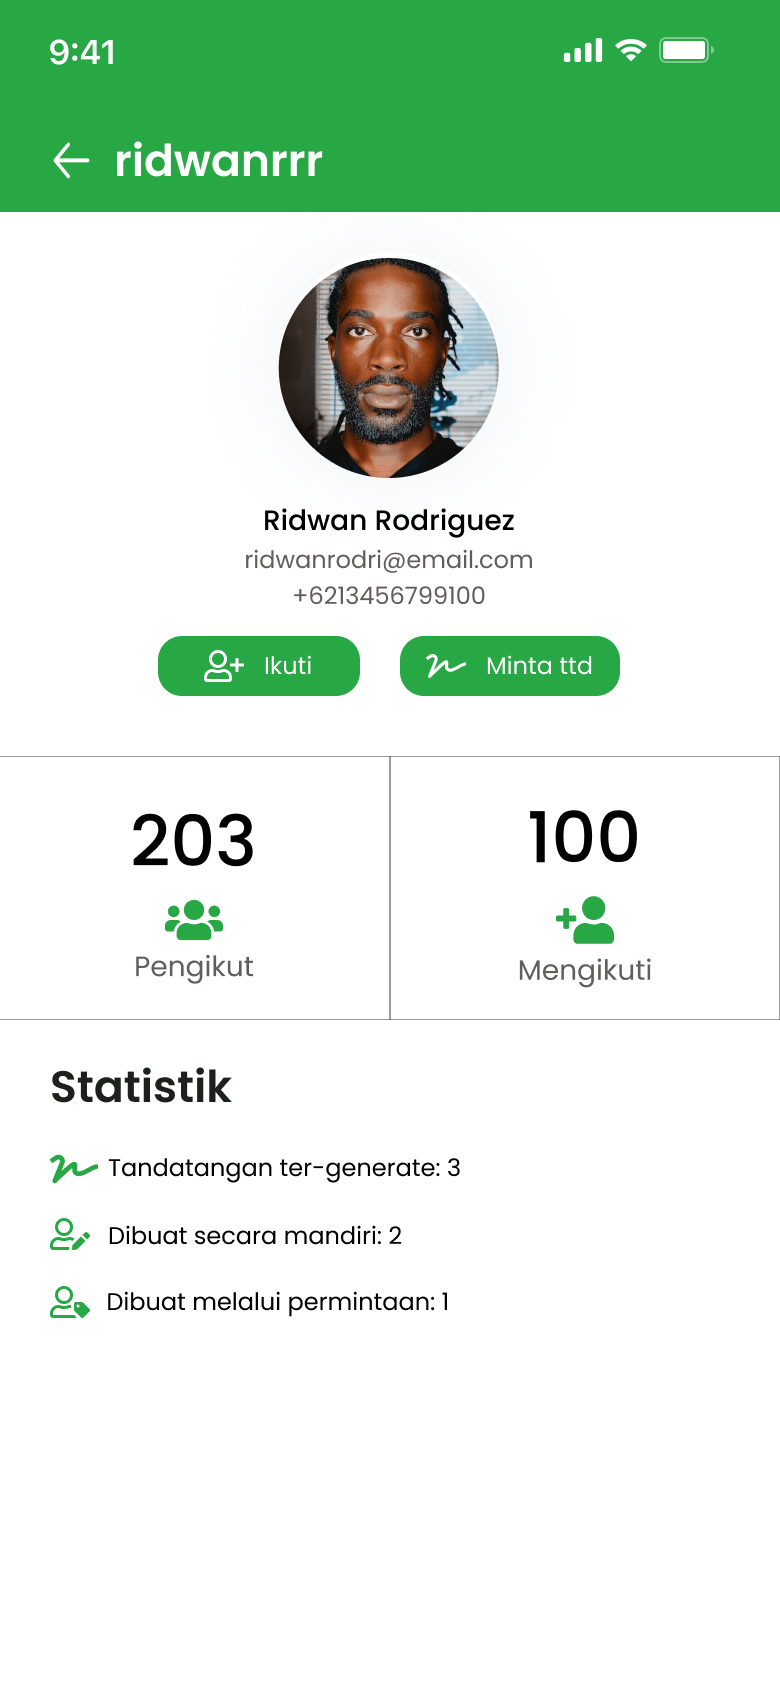 9:41
ridwanrrr
Ridwan Rodriguez
ridwanrodri@email.com
+6213456799100
Ikuti
Minta ttd
203
Pengikut
100
Mengikuti
Statistik
Tandatangan ter-generate: 3
Dibuat secara mandiri: 2
Dibuat melalui permintaan: 1